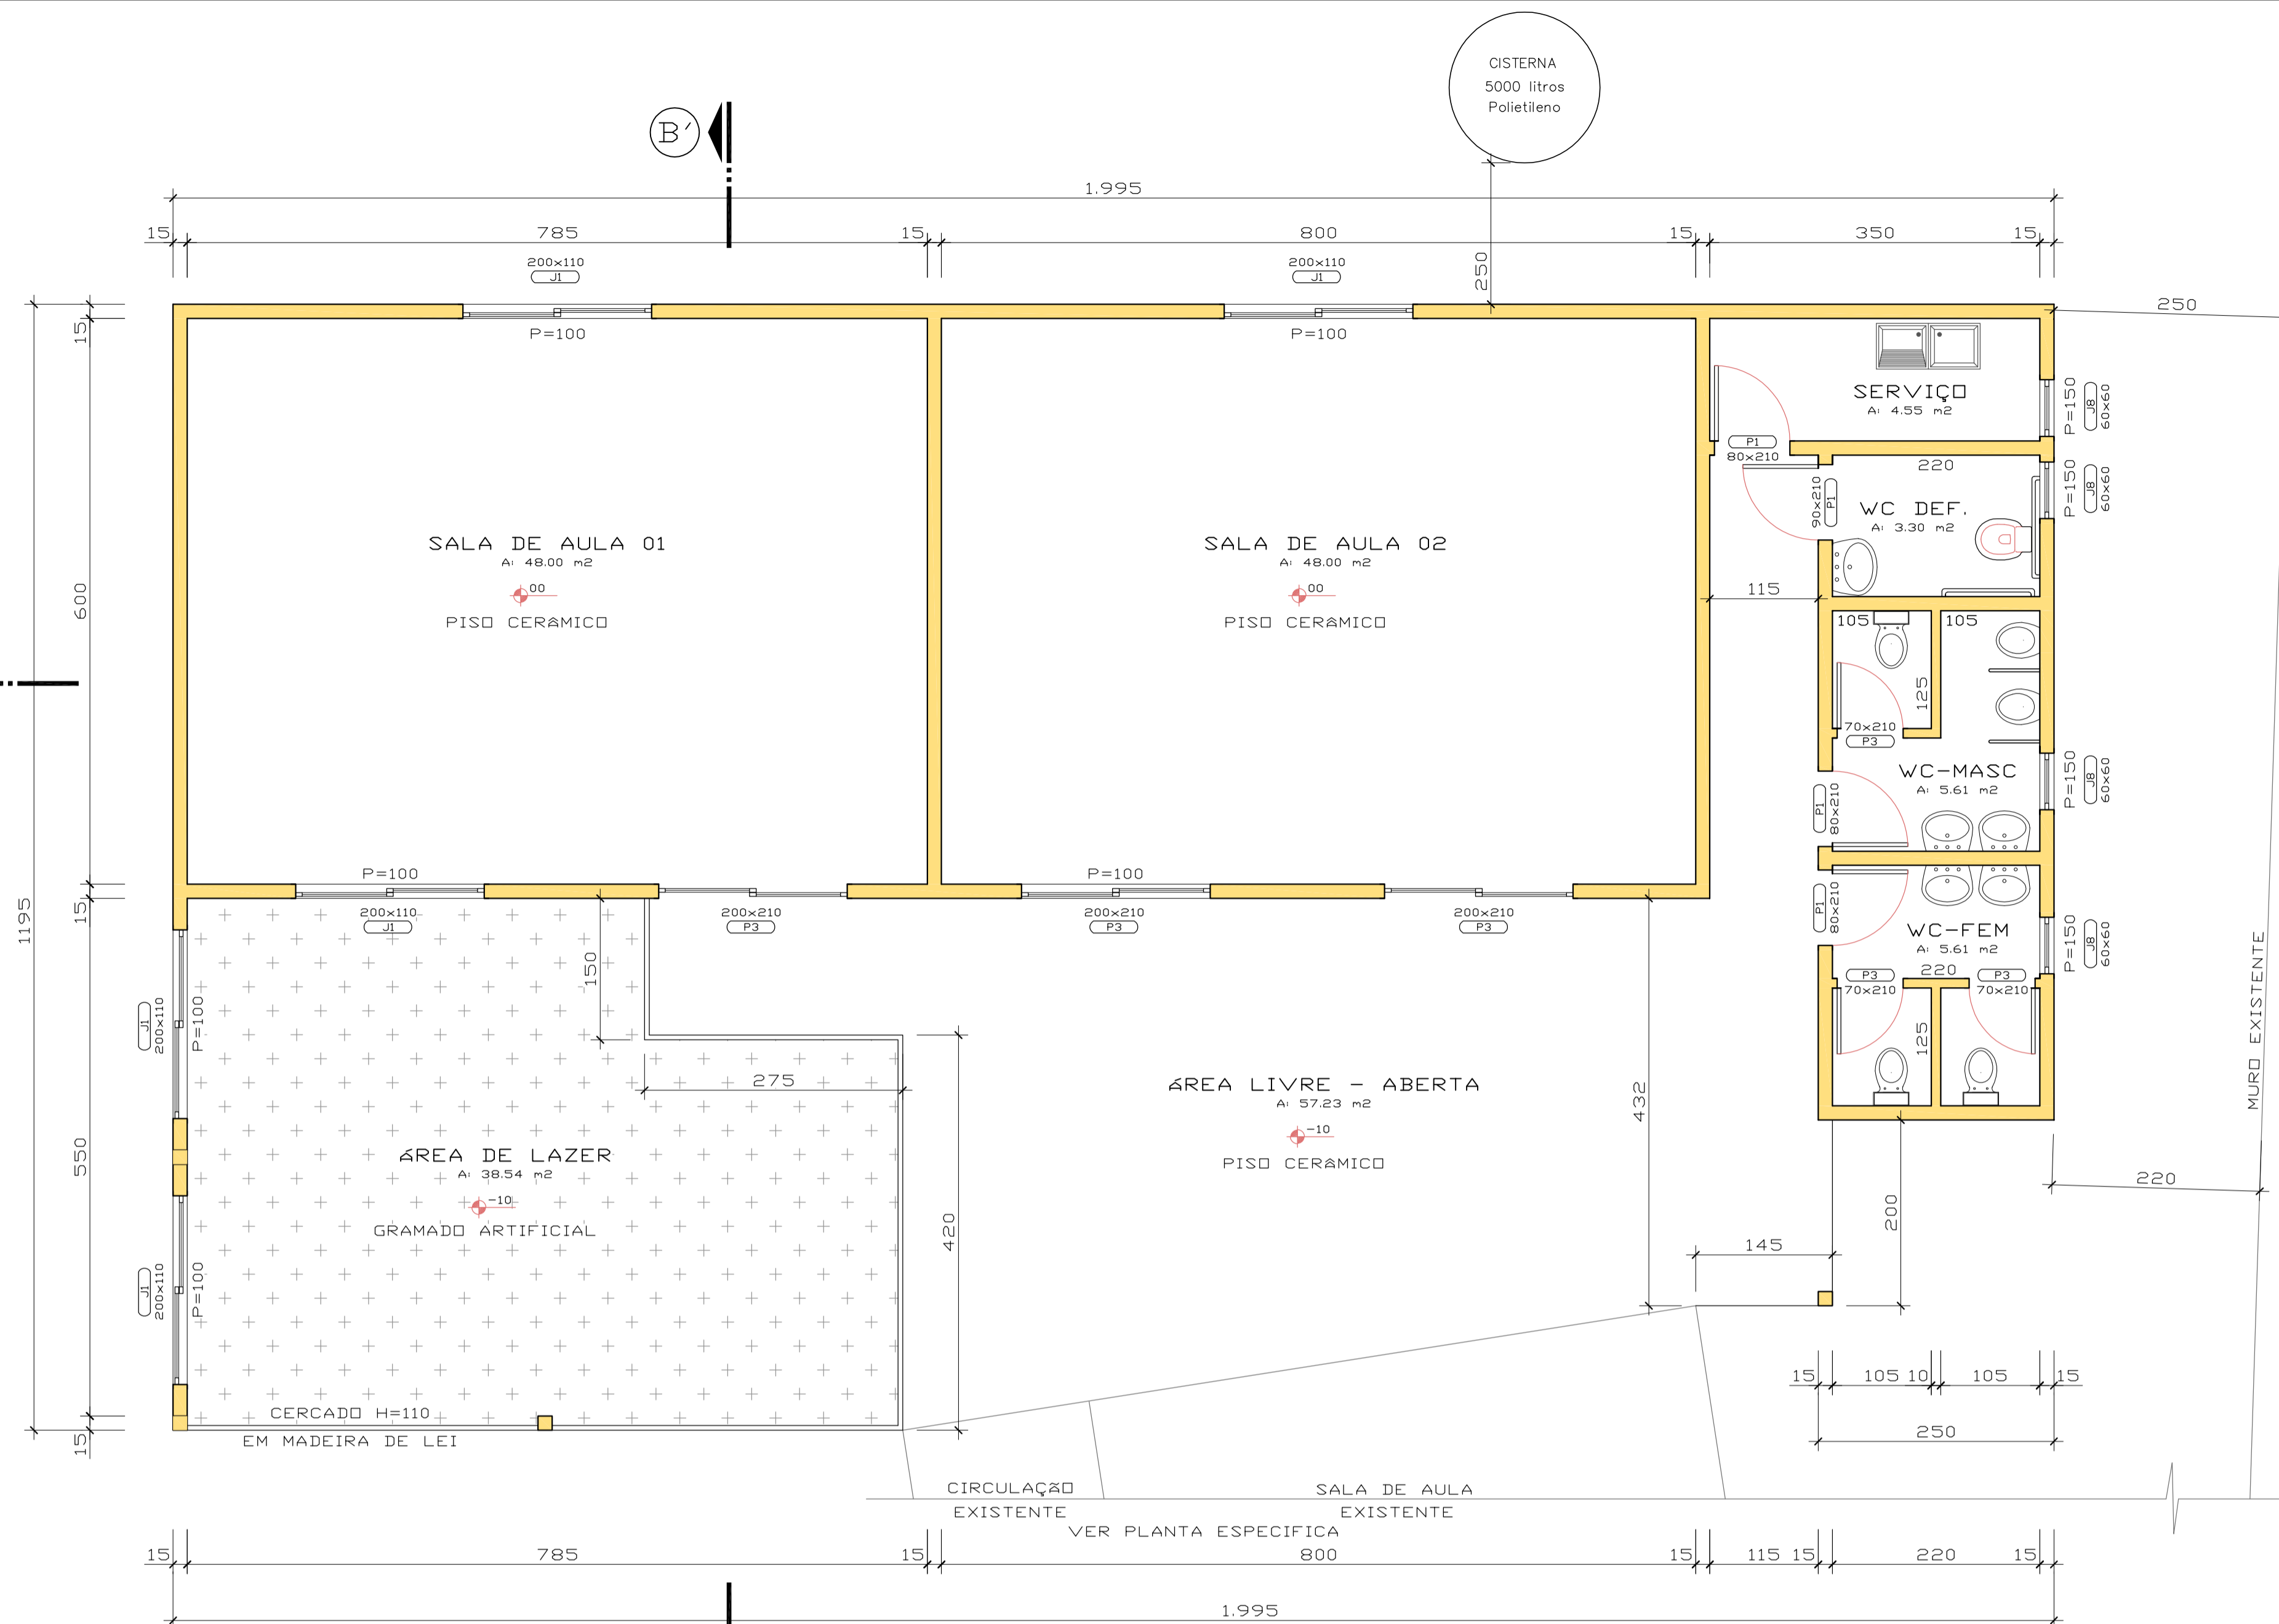 CISTERNA
5000 litros
Polietileno
B'
1.995
15
785
15
800
15
350
15
200x110
J1
200x110
J1
250
250
15
P=100
P=100
SERVIÇO
A: 4.55 m2
P=150
J8
60x60
P1
80x210
220
P=150
J8
60x60
90x210
P1
WC DEF.
A: 3.30 m2
SALA DE AULA 01
A: 48.00 m2
00
PISO CERÂMICO
SALA DE AULA 02
A: 48.00 m2
00
PISO CERÂMICO
600
115
105
105
125
70x210
P3
WC-MASC
A: 5.61 m2
P1
80x210
P=150
J8
60x60
P=100
P=100
1195
15
200x110
J1
200x210
P3
200x210
P3
200x210
P3
P1
80x210
WC-FEM
A: 5.61 m2
P=150
J8
60x60
P3
70x210
220
P3
70x210
125
150
J1
200x110
P=100
275
ÁREA LIVRE - ABERTA
A: 57.23 m2
-10
PISO CERÂMICO
432
MURO EXISTENTE
550
ÁREA DE LAZER
A: 38.54 m2
-10
GRAMADO ARTIFICIAL
420
220
200
145
J1
200x110
P=100
15
105
10
105
15
250
CERCADO H=110
EM MADEIRA DE LEI
15
CIRCULAÇÃO
EXISTENTE
SALA DE AULA
EXISTENTE
VER PLANTA ESPECIFICA
15
785
15
800
15
115
15
220
15
1.995